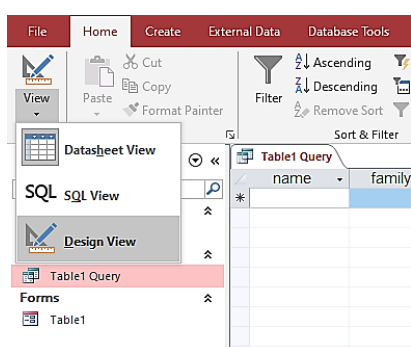 File Home Create External Data Database Tools
View
Paste
Cut
Copy
Format Painter
Filter
Ascending
Descending
Remove Sort
Sort & Filter
Datasheet View
SQL SQL View
Design View
Table1 Query
name family
Table1 Query
Forms
Table1